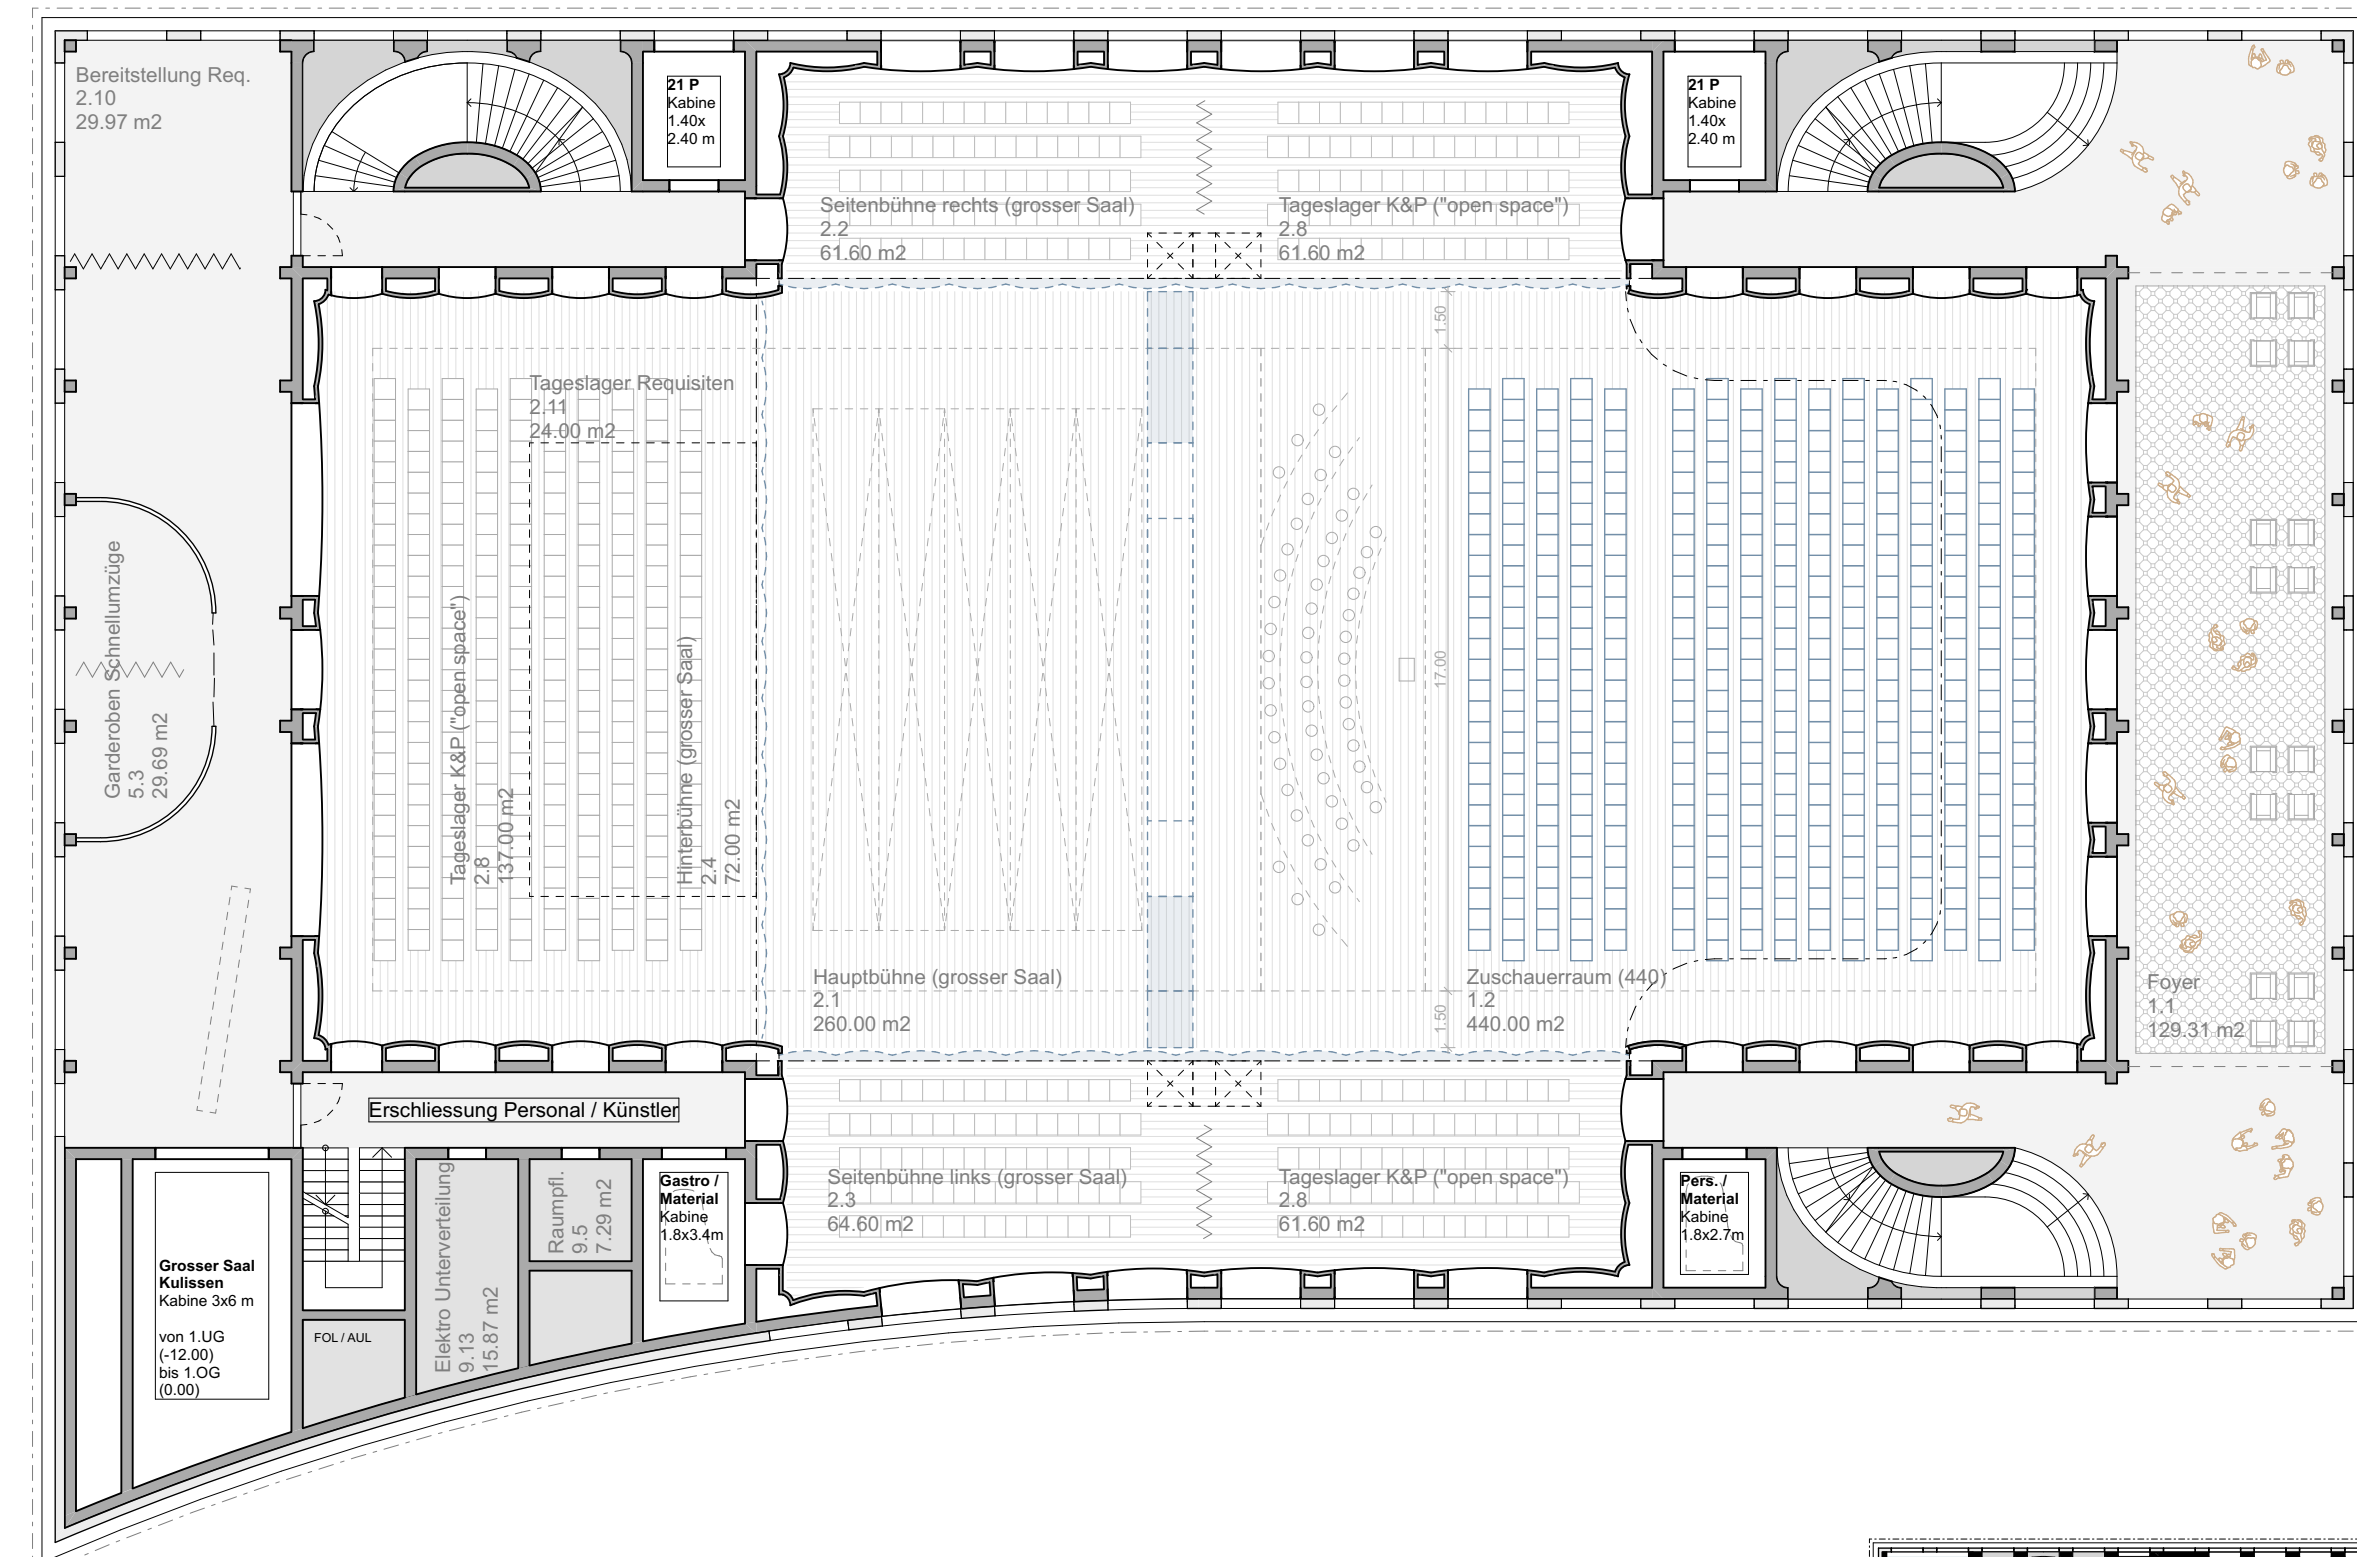 Bereitstellung Req.
2.10
29.97 m2
21 P
Kabine
1.40x
2.40 m
21 P
Kabine
1.40x
2.40 m
Seitenbühne rechts (grosser Saal)
2.2
61.60 m2
Tageslager K&P ("open space")
2.8
61.60 m2
1.50
Tageslager Requisiten
2.11
24.00 m2
Garderoben Schnellumzüge
5.3
29.69 m2
Tageslager K&P ("open space")
2.8
137.00 m2
Hinterbühne (grosser Saal)
2.4
72.00 m2
17.00
Hauptbühne (grosser Saal)
2.1
260.00 m2
1.50
Zuschauerraum (440)
1.2
440.00 m2
Foyer
1.1
129.31 m2
Erschliessung Personal / Künstler
Seitenbühne links (grosser Saal)
2.3
64.60 m2
Tageslager K&P ("open space")
2.8
61.60 m2
Grosser Saal
Kulissen
Kabine 3x6 m
von 1.UG
(-12.00)
bis 1.OG
(0.00)
FOL / AUL
Elektro Unterverteilung
9.13
15.87 m2
Raumpfl.
9.5
7.29 m2
Gastro /
Material
Kabine
1.8x3.4m
Pers. /
Material
Kabine
1.8x2.7m